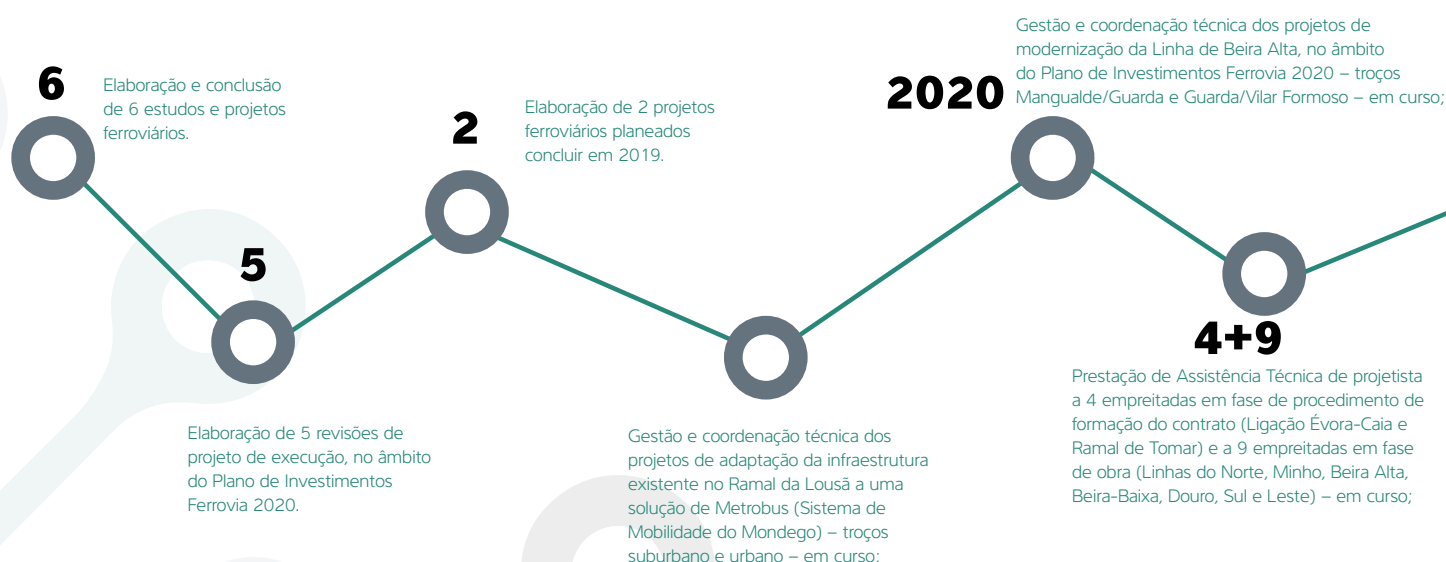 6
Elaboração e conclusão
de 6 estudos e projetos
ferroviários.
5
Elaboração de 5 revisões de
projeto de execução, no âmbito
do Plano de Investimentos
Ferrovia 2020.
2
Elaboração de 2 projetos
ferroviários planeados
concluir em 2019.
Gestão e coordenação técnica dos
projetos de adaptação da infraestrutura
existente no Ramal da Lousã a uma
solução de Metrobus (Sistema de
Mobilidade do Mondego) – troços
suburbano e urbano – em curso;
2020
Gestão e coordenação técnica dos projetos de
modernização da Linha de Beira Alta, no âmbito
do Plano de Investimentos Ferrovia 2020 – troços
Mangualde/Guarda e Guarda/Vilar Formoso – em curso;
4+9
Prestação de Assistência Técnica de projetista
a 4 empreitadas em fase de procedimento de
formação do contrato (Ligação Évora-Caia e
Ramal de Tomar) e a 9 empreitadas em fase
de obra (Linhas do Norte, Minho, Beira Alta,
Beira-Baixa, Douro, Sul e Leste) – em curso;